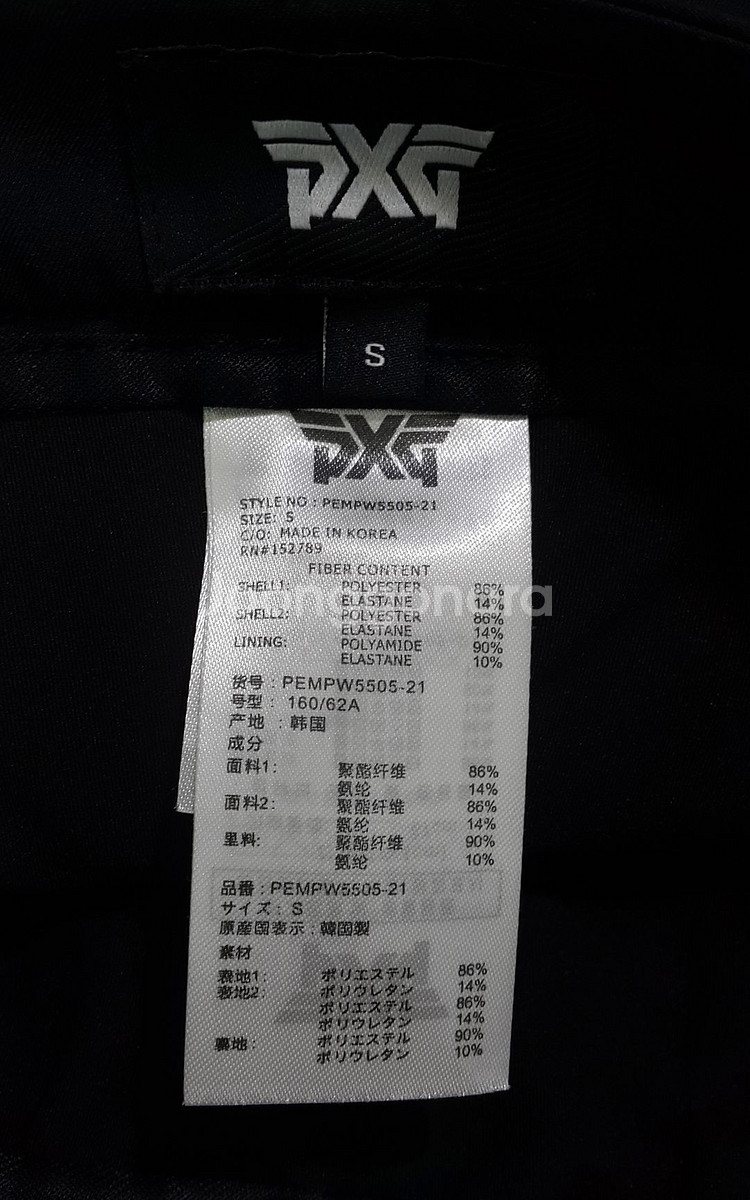 PXG
S
PXG
STYLE NO : PEMPW5505-21
SIZE: S
C/O: MADE IN KOREA
RN#152789
FIBER CONTENT
SHELL1: POLYESTER 86%
ELASTANE 14%
SHELL2: POLYESTER 86%
ELASTANE 14%
LINING: POLYAMIDE 90%
ELASTANE 10%
货号 : PEMPW5505-21
号型 : 160/62A
产地 : 韩国
成分
面料1: 聚酯纤维 86%
氨纶 14%
面料2: 聚酯纤维 86%
氨纶 14%
里料: 聚酯纤维 90%
氨纶 10%
品番 : PEMPW5505-21
サイズ : S
原産国表示 : 韓国製
素材
表地1: ポリエステル 86%
表地2: ポリウレタン 14%
ポリエステル 86%
ポリウレタン 14%
裏地 : ポリエステル 90%
ポリウレタン 10%